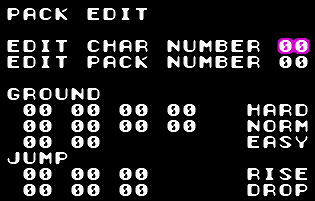 PACK EDIT
EDIT CHAR NUMBER 00
EDIT PACK NUMBER 00
GROUND
00 00 00 00 HARD
00 00 00 00 NORM
00 00 00 EASY
JUMP
00 00 00 RISE
00 00 00 DROP